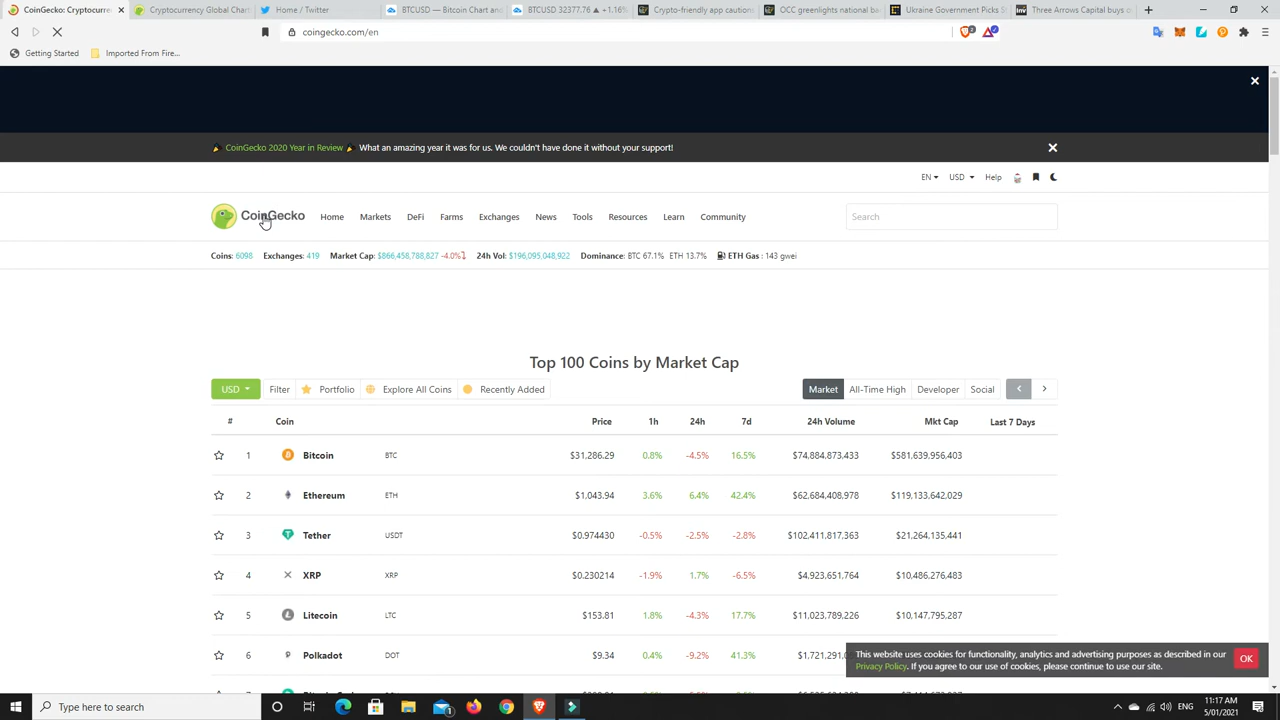 CoinGecko: Cryptocurre
Cryptocurrency Global Chart
Home / Twitter
BTCUSD — Bitcoin Chart and
BTCUSD 32377.76 ▲ +1.16%
Crypto-friendly app cautions
OCC greenlights national ba
Ukraine Government Picks S
Three Arrows Capital buys o
coingecko.com/en
Getting Started
Imported From Fire...
CoinGecko 2020 Year in Review
What an amazing year it was for us. We couldn't have done it without your support!
EN
USD
Help
CoinGecko
Home
Markets
DeFi
Farms
Exchanges
News
Tools
Resources
Learn
Community
Search
Coins: 6098
Exchanges: 419
Market Cap: $866,458,788,827 -4.0%
24h Vol: $196,095,048,922
Dominance: BTC 67.1% ETH 13.7%
ETH Gas : 143 gwei
Top 100 Coins by Market Cap
USD
Filter
Portfolio
Explore All Coins
Recently Added
Market
All-Time High
Developer
Social
# Coin Price 1h 24h 7d 24h Volume Mkt Cap Last 7 Days
1 Bitcoin BTC $31,286.29 0.8% -4.5% 16.5% $74,884,873,433 $581,639,956,403
2 Ethereum ETH $1,043.94 3.6% 6.4% 42.4% $62,684,408,978 $119,133,642,029
3 Tether USDT $0.974430 -0.5% -2.5% -2.8% $102,411,817,363 $21,264,135,441
4 XRP XRP $0.230214 -1.9% 1.7% -6.5% $4,923,651,764 $10,486,276,483
5 Litecoin LTC $153.81 1.8% -4.3% 17.7% $11,023,789,226 $10,147,795,287
6 Polkadot DOT $9.34 0.4% -9.2% 41.3%
This website uses cookies for functionality, analytics and advertising purposes as described in our
Privacy Policy. If you agree to our use of cookies, please continue to use our site.
OK
Type here to search
ENG
11:17 AM
5/01/2021